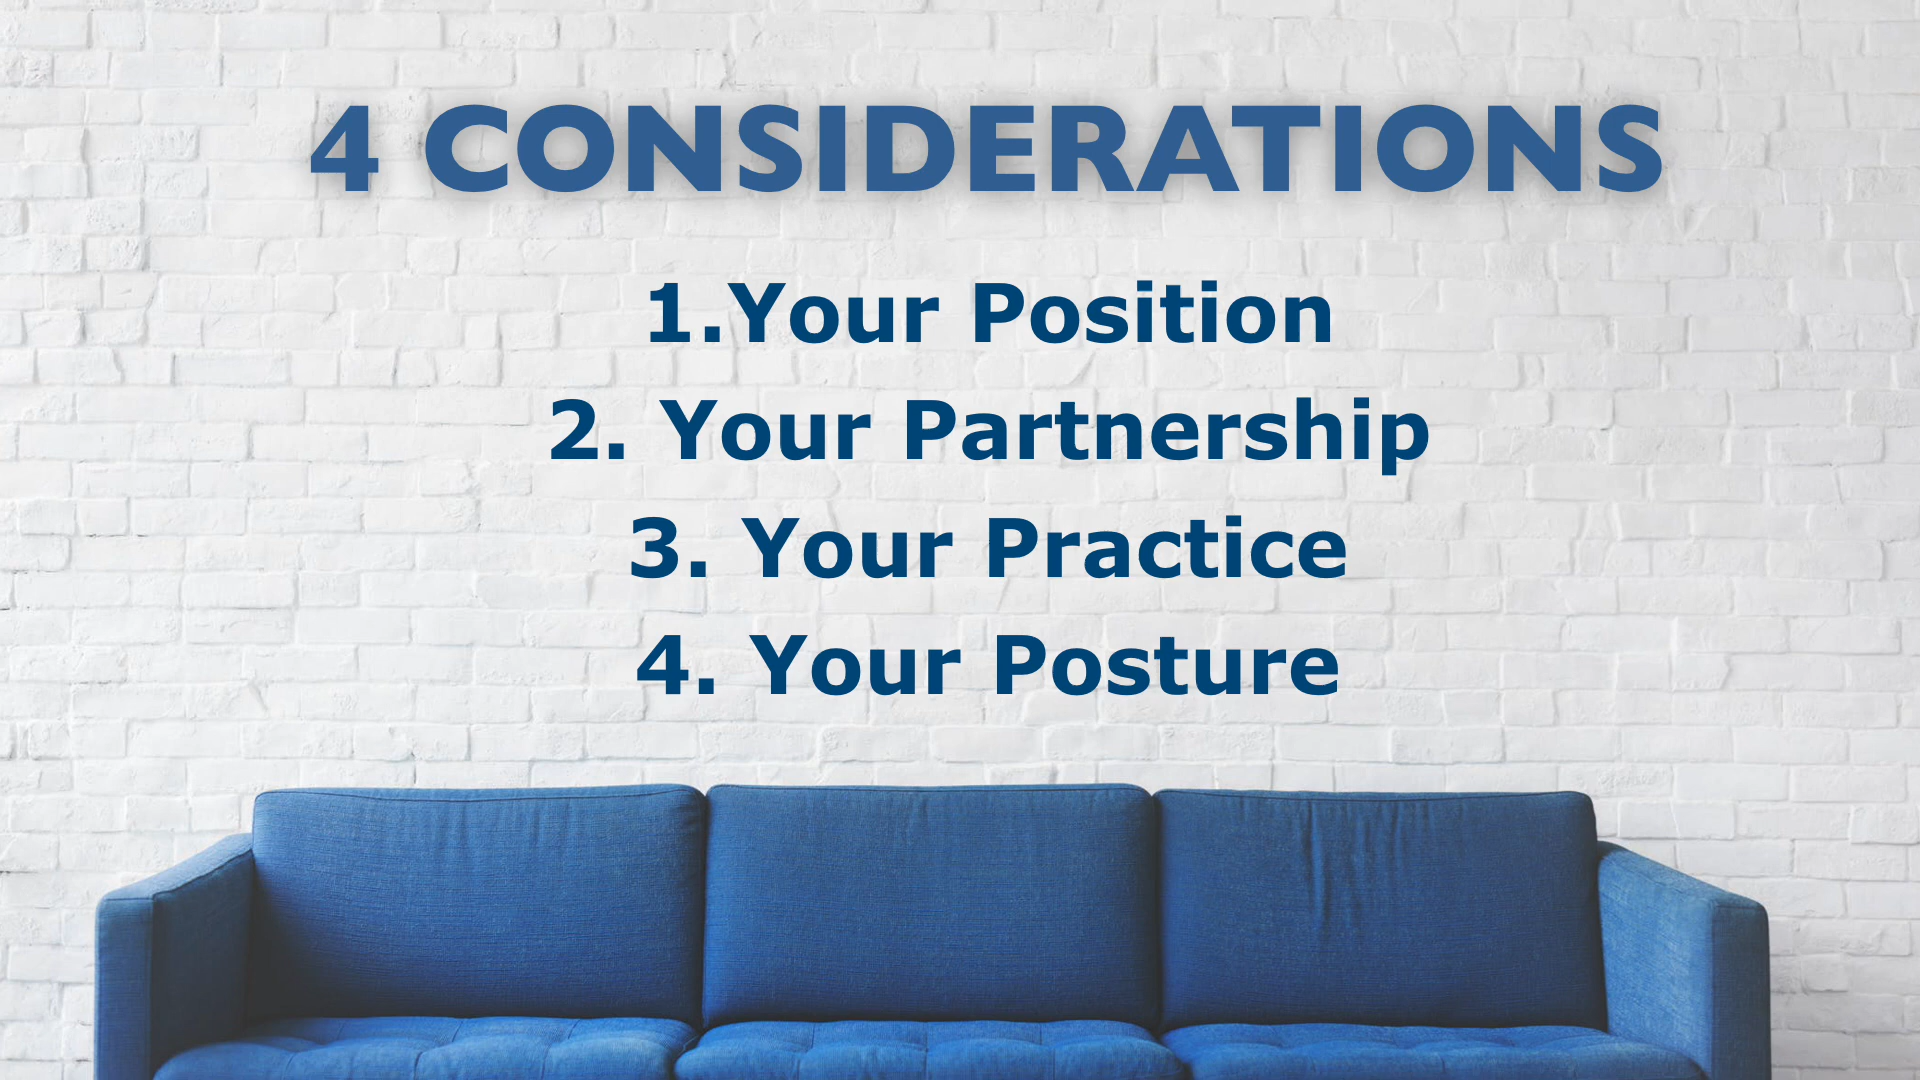 4 CONSIDERATIONS
1.Your Position
2. Your Partnership
3. Your Practice
4. Your Posture